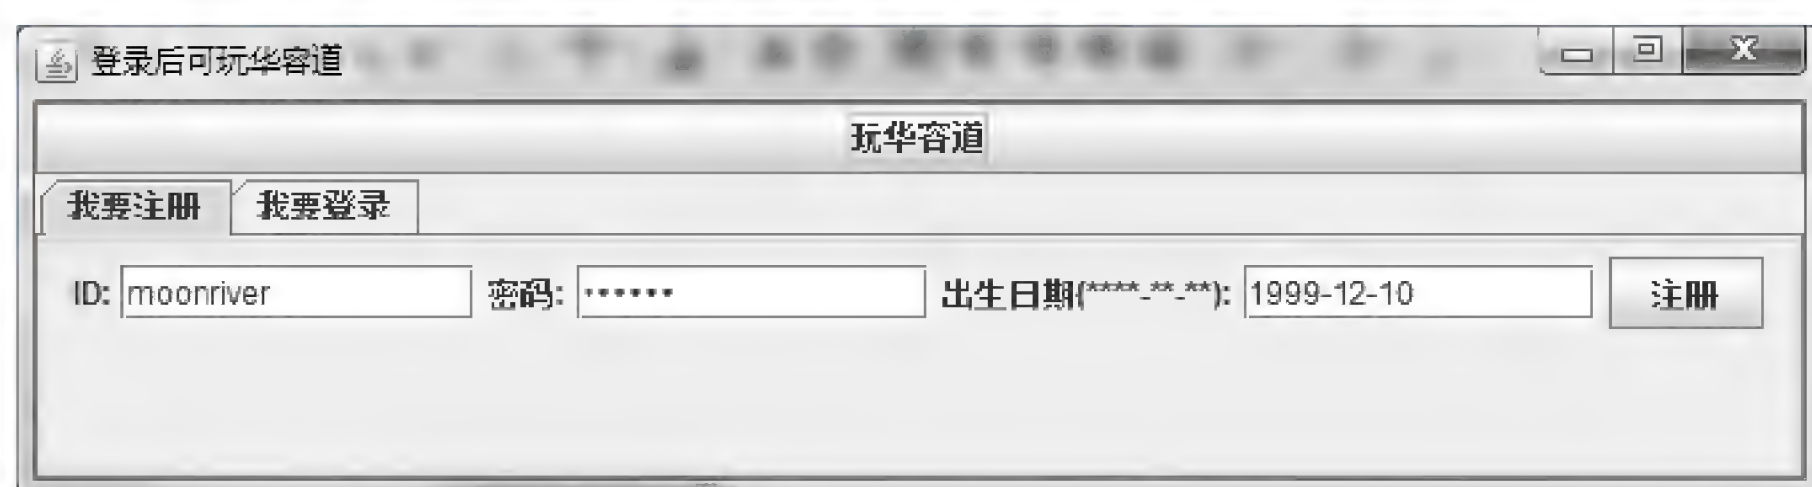 登录后可玩华容道
玩华容道
我要注册 我要登录
ID: moonriver 密码: ****** 出生日期(****-**-**): 1999-12-10 注册